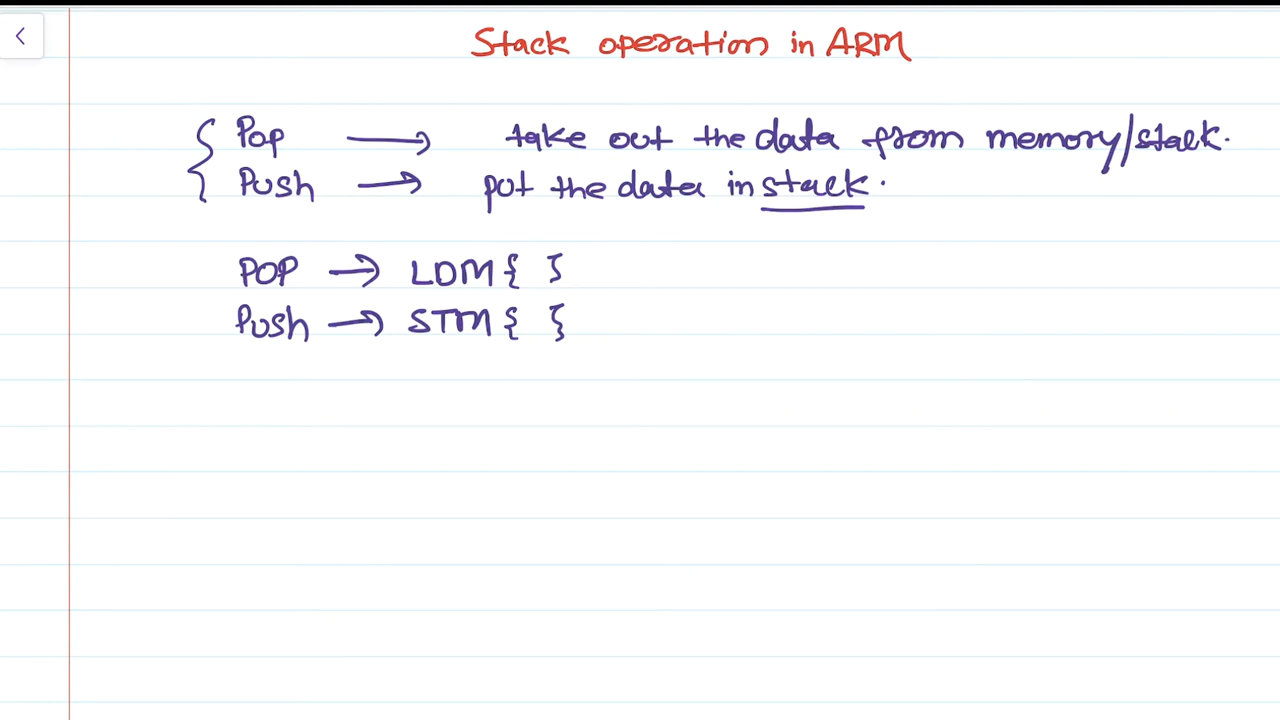 Stack operation in ARM
{ Pop → take out the data from memory/stack.
{ Push → put the data in stack.
POP → LDM { }
Push → STM { }